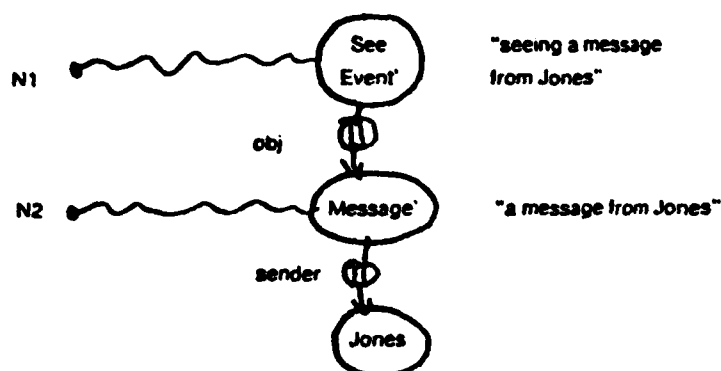 See
Event'
"seeing a message
from Jones"
N1
obj
N2
Message'
"a message from Jones"
sender
Jones